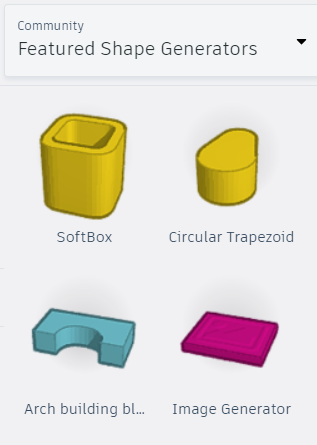 Community
Featured Shape Generators
SoftBox
Circular Trapezoid
Arch building bl...
Image Generator